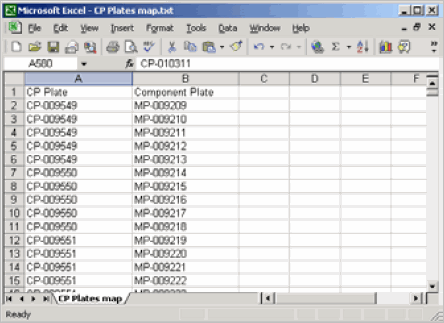 Microsoft Excel - CP Plates map.txt
File Edit View Insert Format Tools Data Window Help
A580 fx CP-010311
A B C D E F
1 CP Plate Component Plate
2 CP-009549 MP-009209
3 CP-009549 MP-009210
4 CP-009549 MP-009211
5 CP-009549 MP-009212
6 CP-009549 MP-009213
7 CP-009550 MP-009214
8 CP-009550 MP-009215
9 CP-009550 MP-009216
10 CP-009550 MP-009217
11 CP-009550 MP-009218
12 CP-009551 MP-009219
13 CP-009551 MP-009220
14 CP-009551 MP-009221
15 CP-009551 MP-009222
CP Plates map
Ready